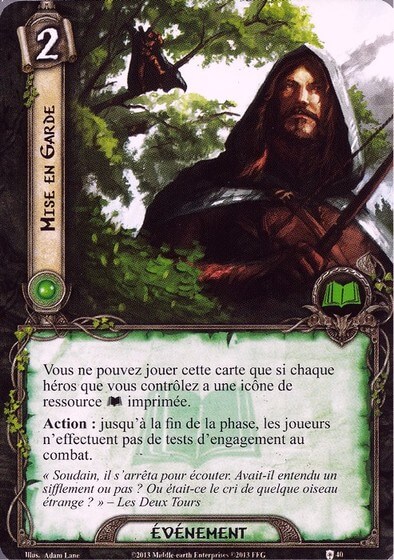 2
Mise en Garde
Vous ne pouvez jouer cette carte que si chaque
héros que vous contrôlez a une icône de
ressource imprimée.
Action : jusqu'à la fin de la phase, les joueurs
n'effectuent pas de tests d'engagement au
combat.
« Soudain, il s'arrêta pour écouter. Avait-il entendu un
sifflement ou pas ? Ou était-ce le cri de quelque oiseau
étrange ? » – Les Deux Tours
Événement
Illus. Adam Lane ©2013 Middle-earth Enterprises ©2013 FFG 40